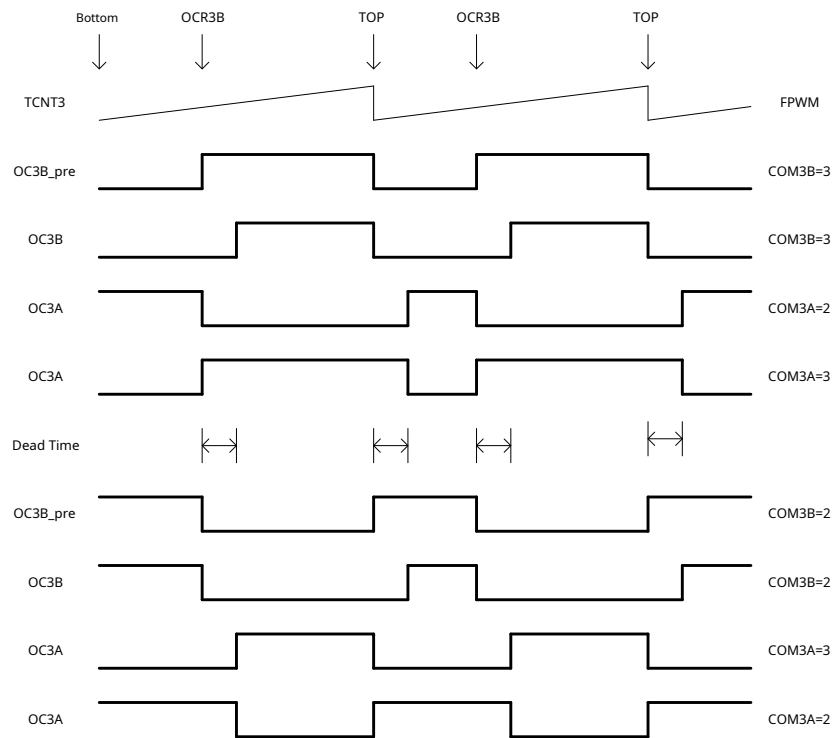 Bottom OCR3B TOP OCR3B TOP
TCNT3 FPWM
OC3B_pre COM3B=3
OC3B COM3B=3
OC3A COM3A=2
OC3A COM3A=3
Dead Time
OC3B_pre COM3B=2
OC3B COM3B=2
OC3A COM3A=3
OC3A COM3A=2